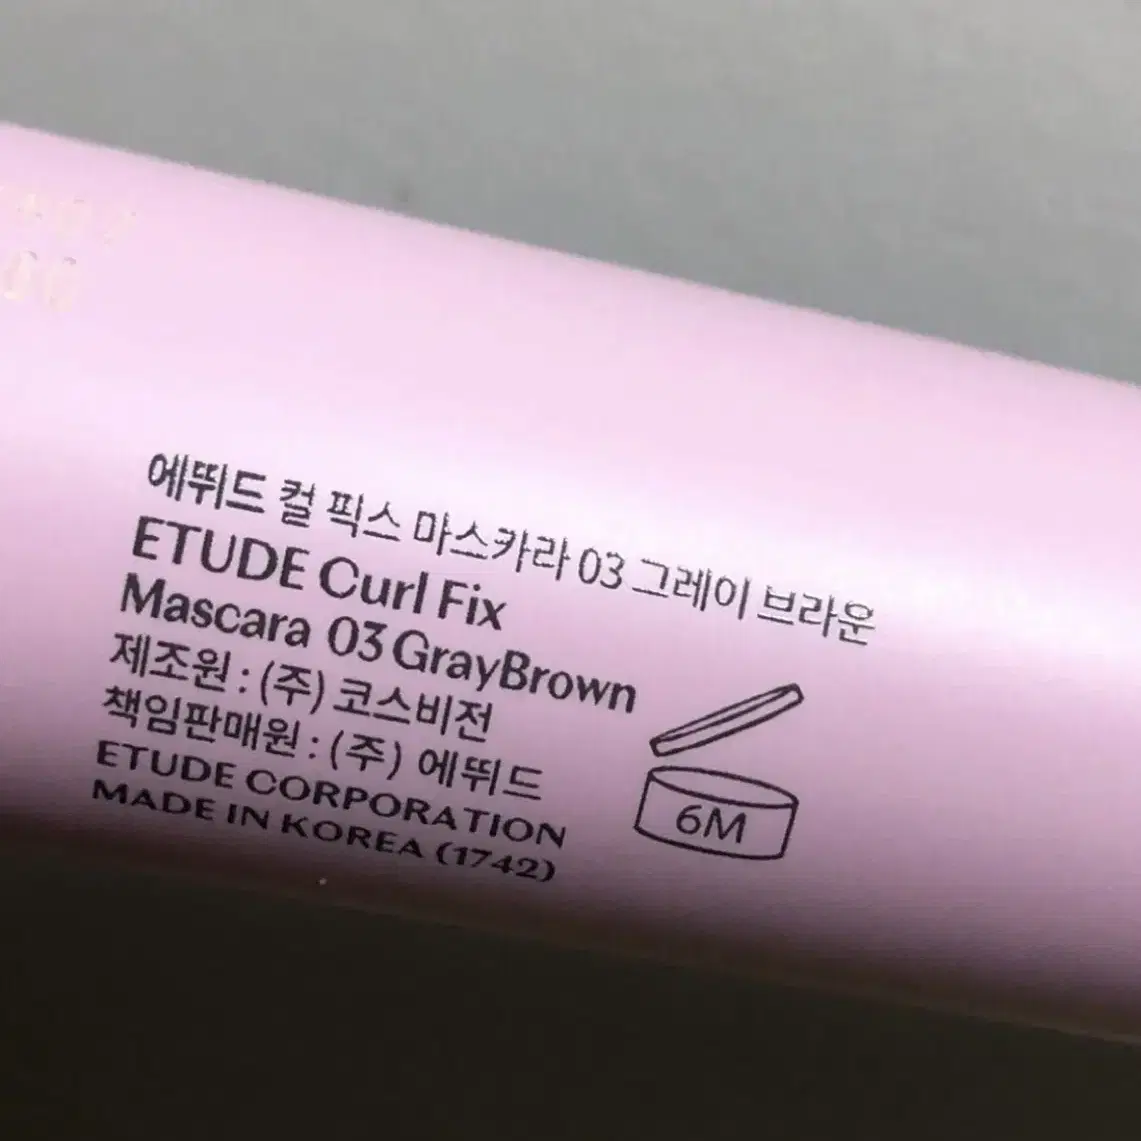 에뛰드 컬 픽스 마스카라 03 그레이 브라운
ETUDE Curl Fix
Mascara 03 GrayBrown
제조원 : (주) 코스비전
책임판매원 : (주) 에뛰드
ETUDE CORPORATION
MADE IN KOREA (1742)
6M